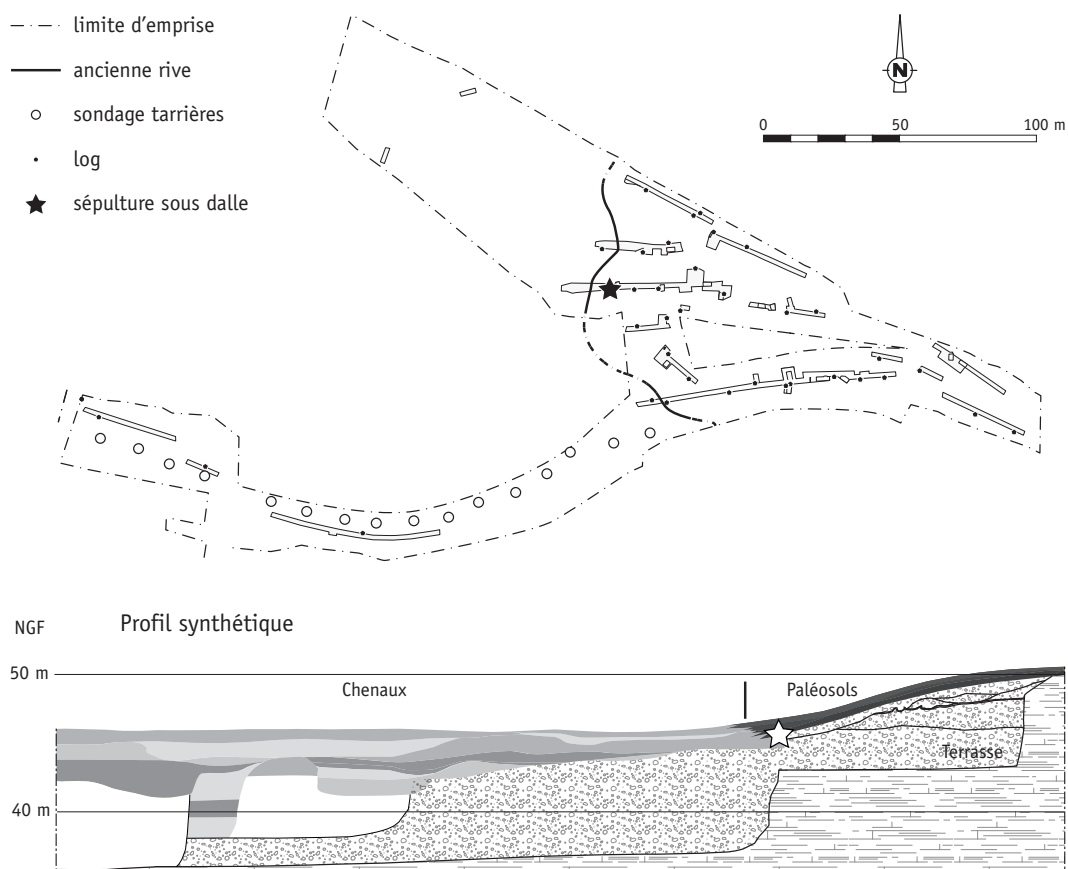 limite d'emprise
ancienne rive
sondage tarrières
log
sépulture sous dalle
N
0 50 100 m
NGF Profil synthétique
50 m
Chenaux Paléosols
Terrasse
40 m